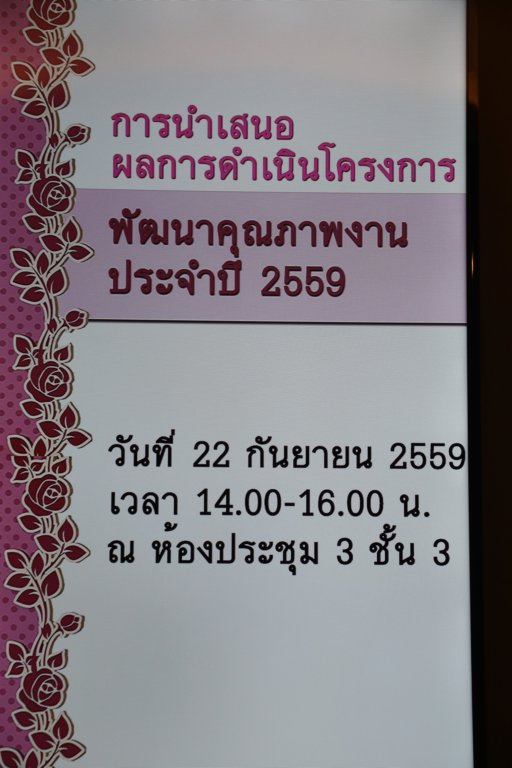 การนำเสนอ
ผลการดำเนินโครงการ
พัฒนาคุณภาพงาน
ประจำปี 2559
วันที่ 22 กันยายน 2559
เวลา 14.00-16.00 น.
ณ ห้องประชุม 3 ชั้น 3